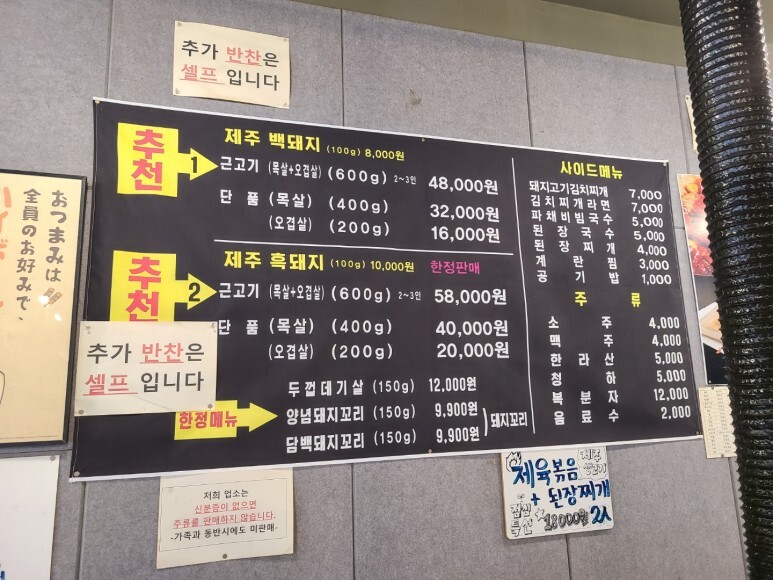 추가 반찬은
셀프 입니다
おつまみは
全員のお好みで、
추천 1
제주 백돼지 (100g) 8,000원
근고기 (목살+오겹살) (600g) 2~3인 48,000원
단 품 (목살) (400g) 32,000원
(오겹살) (200g) 16,000원
추천 2
제주 흑돼지 (100g) 10,000원 한정판매
근고기 (목살+오겹살) (600g) 2~3인 58,000원
단 품 (목살) (400g) 40,000원
(오겹살) (200g) 20,000원
두껍데기살 (150g) 12,000원
한정메뉴
양념돼지꼬리 (150g) 9,900원
담백돼지꼬리 (150g) 9,900원
돼지꼬리
사이드메뉴
돼지고기김치찌개 7,000
김치찌개라면 7,000
파채비빔국수 5,000
된장국수 5,000
된장찌개 4,000
계란찜 3,000
공기밥 1,000
주 류
소주 4,000
맥주 4,000
한라산 5,000
청하 5,000
복분자 12,000
음료수 2,000
추가 반찬은
셀프 입니다
저희 업소는
신분증이 없으면
주류를 판매하지 않습니다.
-가족과 동반시에도 미판매-
제육볶음
+ 된장찌개
점심
특선 18000원 2人